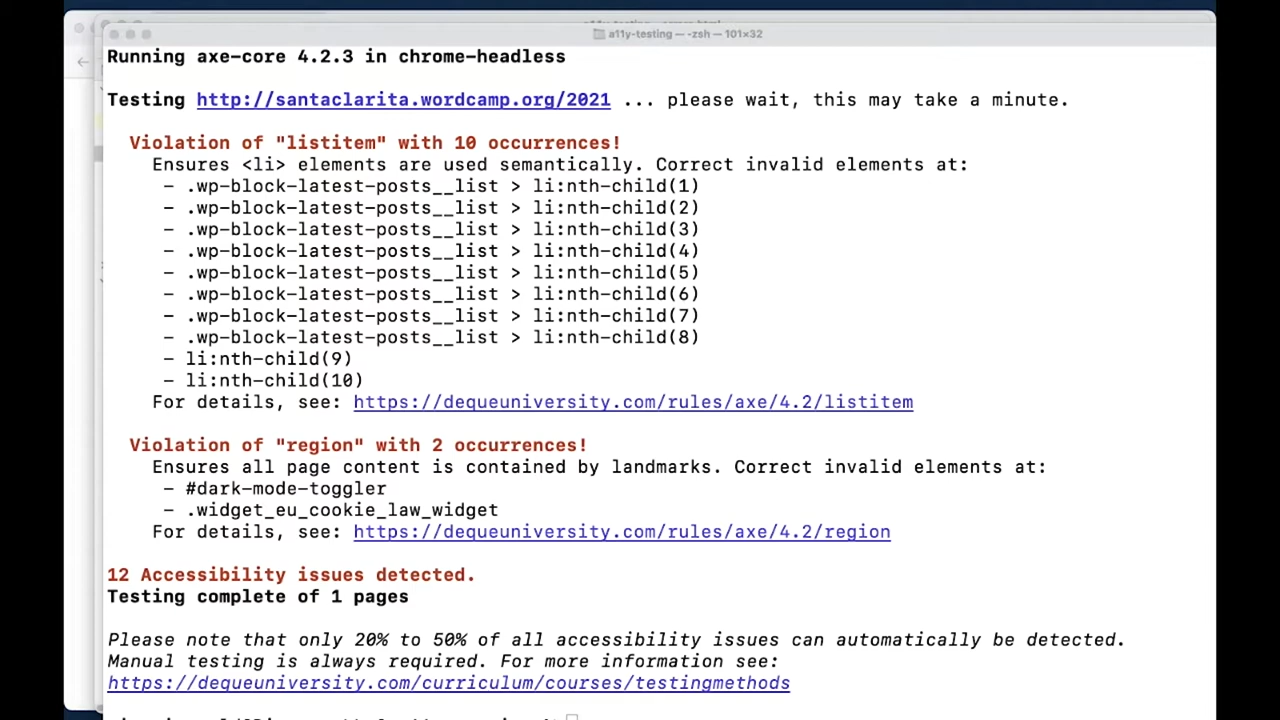 a11y-testing — -zsh — 101×32
Running axe-core 4.2.3 in chrome-headless
Testing http://santaclarita.wordcamp.org/2021 ... please wait, this may take a minute.
Violation of "listitem" with 10 occurrences!
Ensures <li> elements are used semantically. Correct invalid elements at:
- .wp-block-latest-posts__list > li:nth-child(1)
- .wp-block-latest-posts__list > li:nth-child(2)
- .wp-block-latest-posts__list > li:nth-child(3)
- .wp-block-latest-posts__list > li:nth-child(4)
- .wp-block-latest-posts__list > li:nth-child(5)
- .wp-block-latest-posts__list > li:nth-child(6)
- .wp-block-latest-posts__list > li:nth-child(7)
- .wp-block-latest-posts__list > li:nth-child(8)
- li:nth-child(9)
- li:nth-child(10)
For details, see: https://dequeuniversity.com/rules/axe/4.2/listitem
Violation of "region" with 2 occurrences!
Ensures all page content is contained by landmarks. Correct invalid elements at:
- #dark-mode-toggler
- .widget_eu_cookie_law_widget
For details, see: https://dequeuniversity.com/rules/axe/4.2/region
12 Accessibility issues detected.
Testing complete of 1 pages
Please note that only 20% to 50% of all accessibility issues can automatically be detected.
Manual testing is always required. For more information see:
https://dequeuniversity.com/curriculum/courses/testingmethods